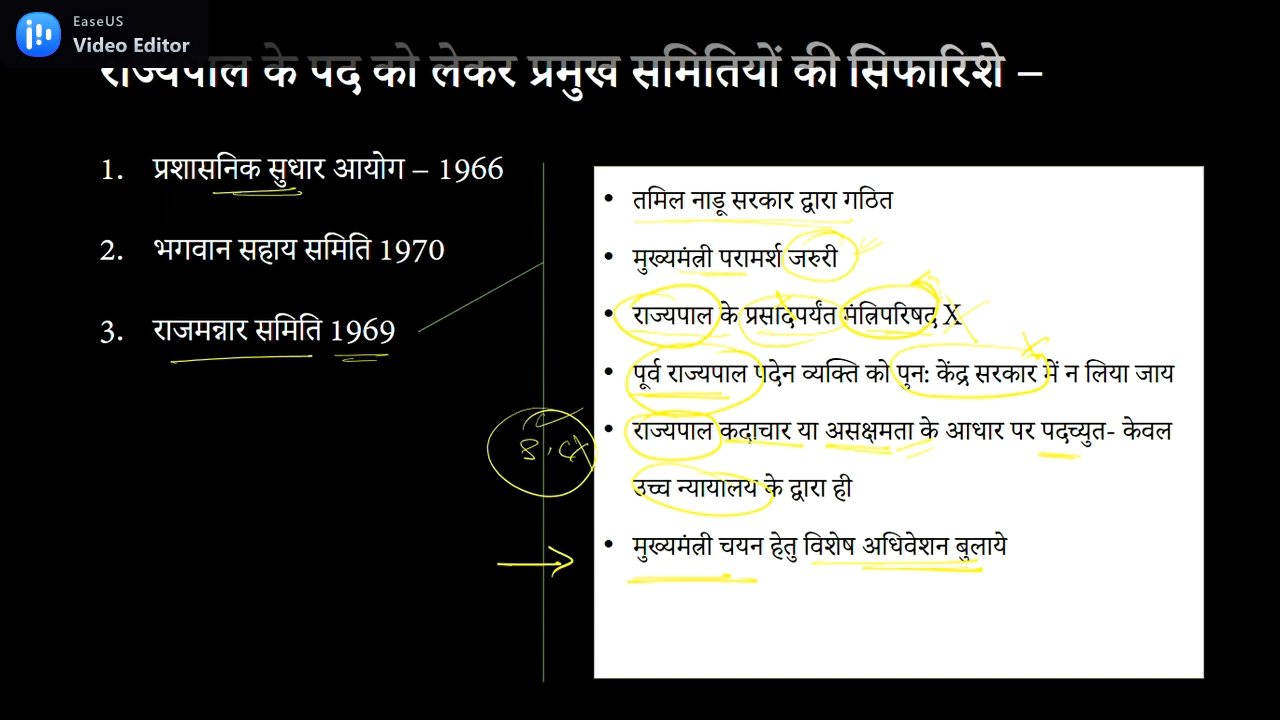 EaseUS
Video Editor
राज्यपाल के पद को लेकर प्रमुख समितियों की सिफारिशे –
1. प्रशासनिक सुधार आयोग – 1966
2. भगवान सहाय समिति 1970
3. राजमन्नार समिति 1969
• तमिल नाडू सरकार द्वारा गठित
• मुख्यमंत्री परामर्श जरुरी
• राज्यपाल के प्रसादपर्यंत मंत्रिपरिषद X
• पूर्व राज्यपाल पदेन व्यक्ति को पुन: केंद्र सरकार में न लिया जाय
• राज्यपाल कदाचार या असक्षमता के आधार पर पदच्युत- केवल
उच्च न्यायालय के द्वारा ही
• मुख्यमंत्री चयन हेतु विशेष अधिवेशन बुलाये